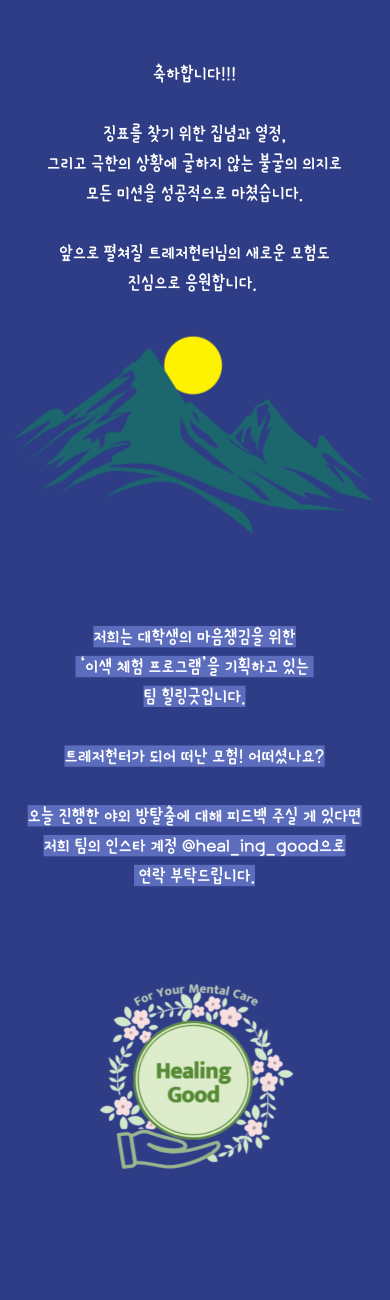 축하합니다!!!
징표를 찾기 위한 집념과 열정,
그리고 극한의 상황에 굴하지 않는 불굴의 의지로
모든 미션을 성공적으로 마쳤습니다.
앞으로 펼쳐질 트레저헌터님의 새로운 모험도
진심으로 응원합니다.
저희는 대학생의 마음챙김을 위한
‘이색 체험 프로그램’을 기획하고 있는
팀 힐링굿입니다.
트레저헌터가 되어 떠난 모험! 어떠셨나요?
오늘 진행한 야외 방탈출에 대해 피드백 주실 게 있다면
저희 팀의 인스타 계정 @heal_ing_good으로
연락 부탁드립니다.
For Your Mental Care
Healing
Good